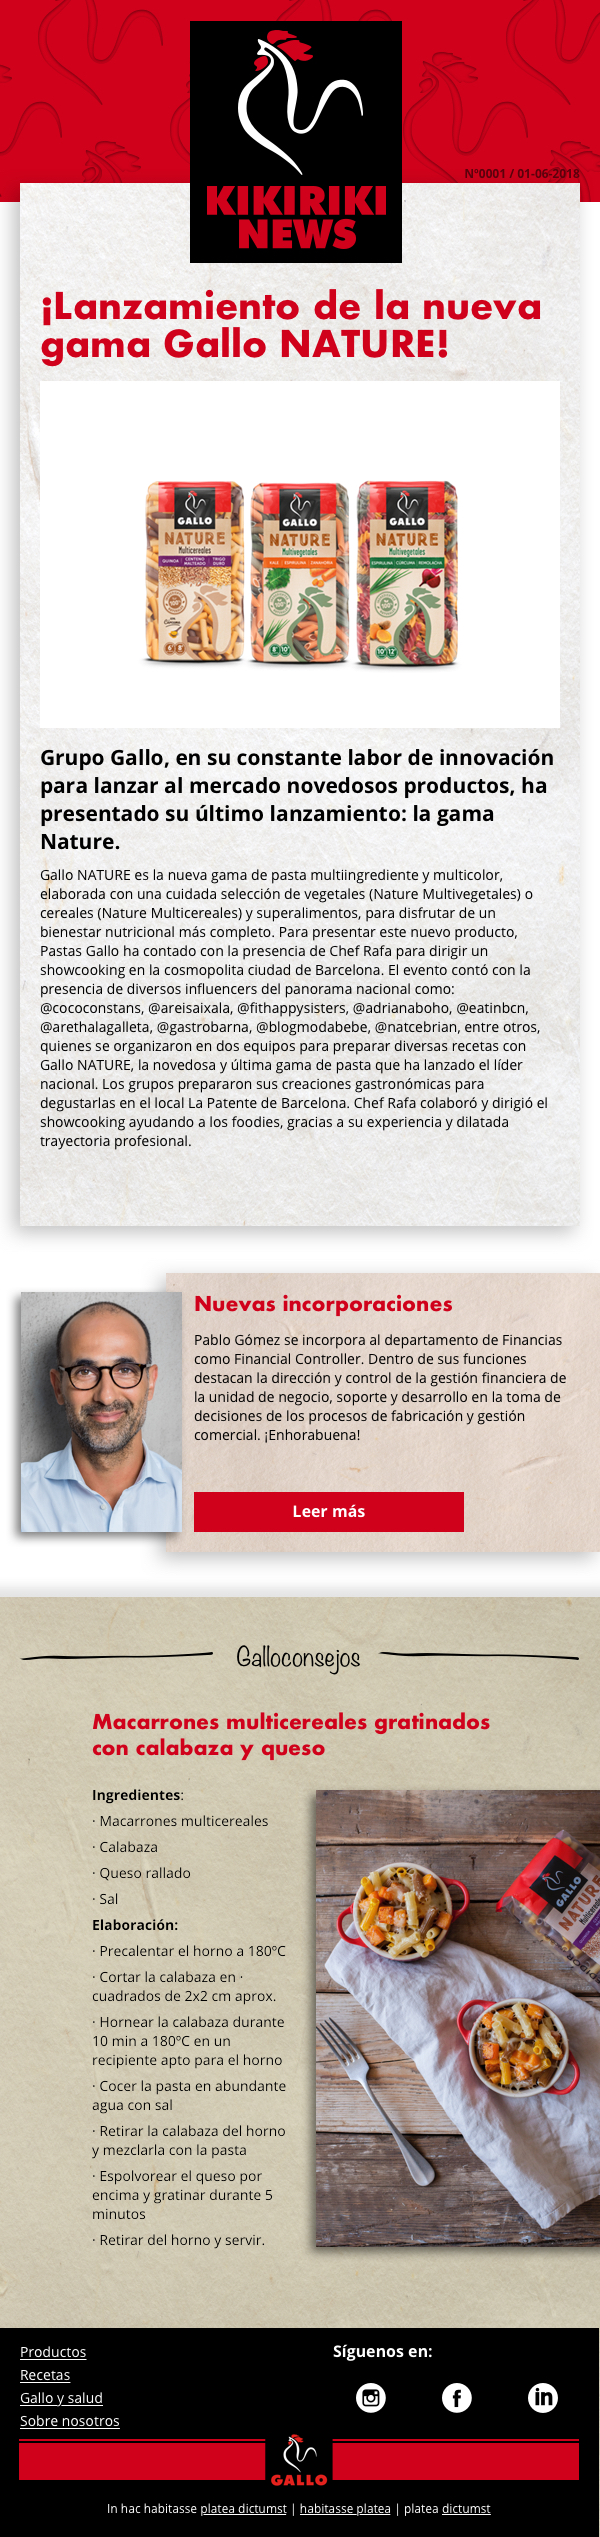 Nº0001 / 01-06-2018
KIKIRIKI
NEWS
¡Lanzamiento de la nueva
gama Gallo NATURE!
GALLO
NATURE
Multicereales
QUINOA
CENTENO MALTEADO
TRIGO DURO
GALLO
NATURE
Multivegetales
KALE
ESPIRULINA
ZANAHORIA
GALLO
NATURE
Multivegetales
ESPIRULINA
CÚRCUMA
REMOLACHA
Grupo Gallo, en su constante labor de innovación
para lanzar al mercado novedosos productos, ha
presentado su último lanzamiento: la gama
Nature.
Gallo NATURE es la nueva gama de pasta multiingrediente y multicolor,
elaborada con una cuidada selección de vegetales (Nature Multivegetales) o
cereales (Nature Multicereales) y superalimentos, para disfrutar de un
bienestar nutricional más completo. Para presentar este nuevo producto,
Pastas Gallo ha contado con la presencia de Chef Rafa para dirigir un
showcooking en la cosmopolita ciudad de Barcelona. El evento contó con la
presencia de diversos influencers del panorama nacional como:
@cococonstans, @areisaixala, @fithappysisters, @adrianaboho, @eatinbcn,
@arethalagalleta, @gastrobarna, @blogmodabebe, @natcebrian, entre otros,
quienes se organizaron en dos equipos para preparar diversas recetas con
Gallo NATURE, la novedosa y última gama de pasta que ha lanzado el líder
nacional. Los grupos prepararon sus creaciones gastronómicas para
degustarlas en el local La Patente de Barcelona. Chef Rafa colaboró y dirigió el
showcooking ayudando a los foodies, gracias a su experiencia y dilatada
trayectoria profesional.
Nuevas incorporaciones
Pablo Gómez se incorpora al departamento de Financias
como Financial Controller. Dentro de sus funciones
destacan la dirección y control de la gestión financiera de
la unidad de negocio, soporte y desarrollo en la toma de
decisiones de los procesos de fabricación y gestión
comercial. ¡Enhorabuena!
Leer más
Galloconsejos
Macarrones multicereales gratinados
con calabaza y queso
Ingredientes:
· Macarrones multicereales
· Calabaza
· Queso rallado
· Sal
Elaboración:
· Precalentar el horno a 180ºC
· Cortar la calabaza en ·
cuadrados de 2x2 cm aprox.
· Hornear la calabaza durante
10 min a 180ºC en un
recipiente apto para el horno
· Cocer la pasta en abundante
agua con sal
· Retirar la calabaza del horno
y mezclarla con la pasta
· Espolvorear el queso por
encima y gratinar durante 5
minutos
· Retirar del horno y servir.
GALLO
NATURE
Productos
Recetas
Gallo y salud
Sobre nosotros
Síguenos en:
GALLO
In hac habitasse platea dictumst | habitasse platea | platea dictumst